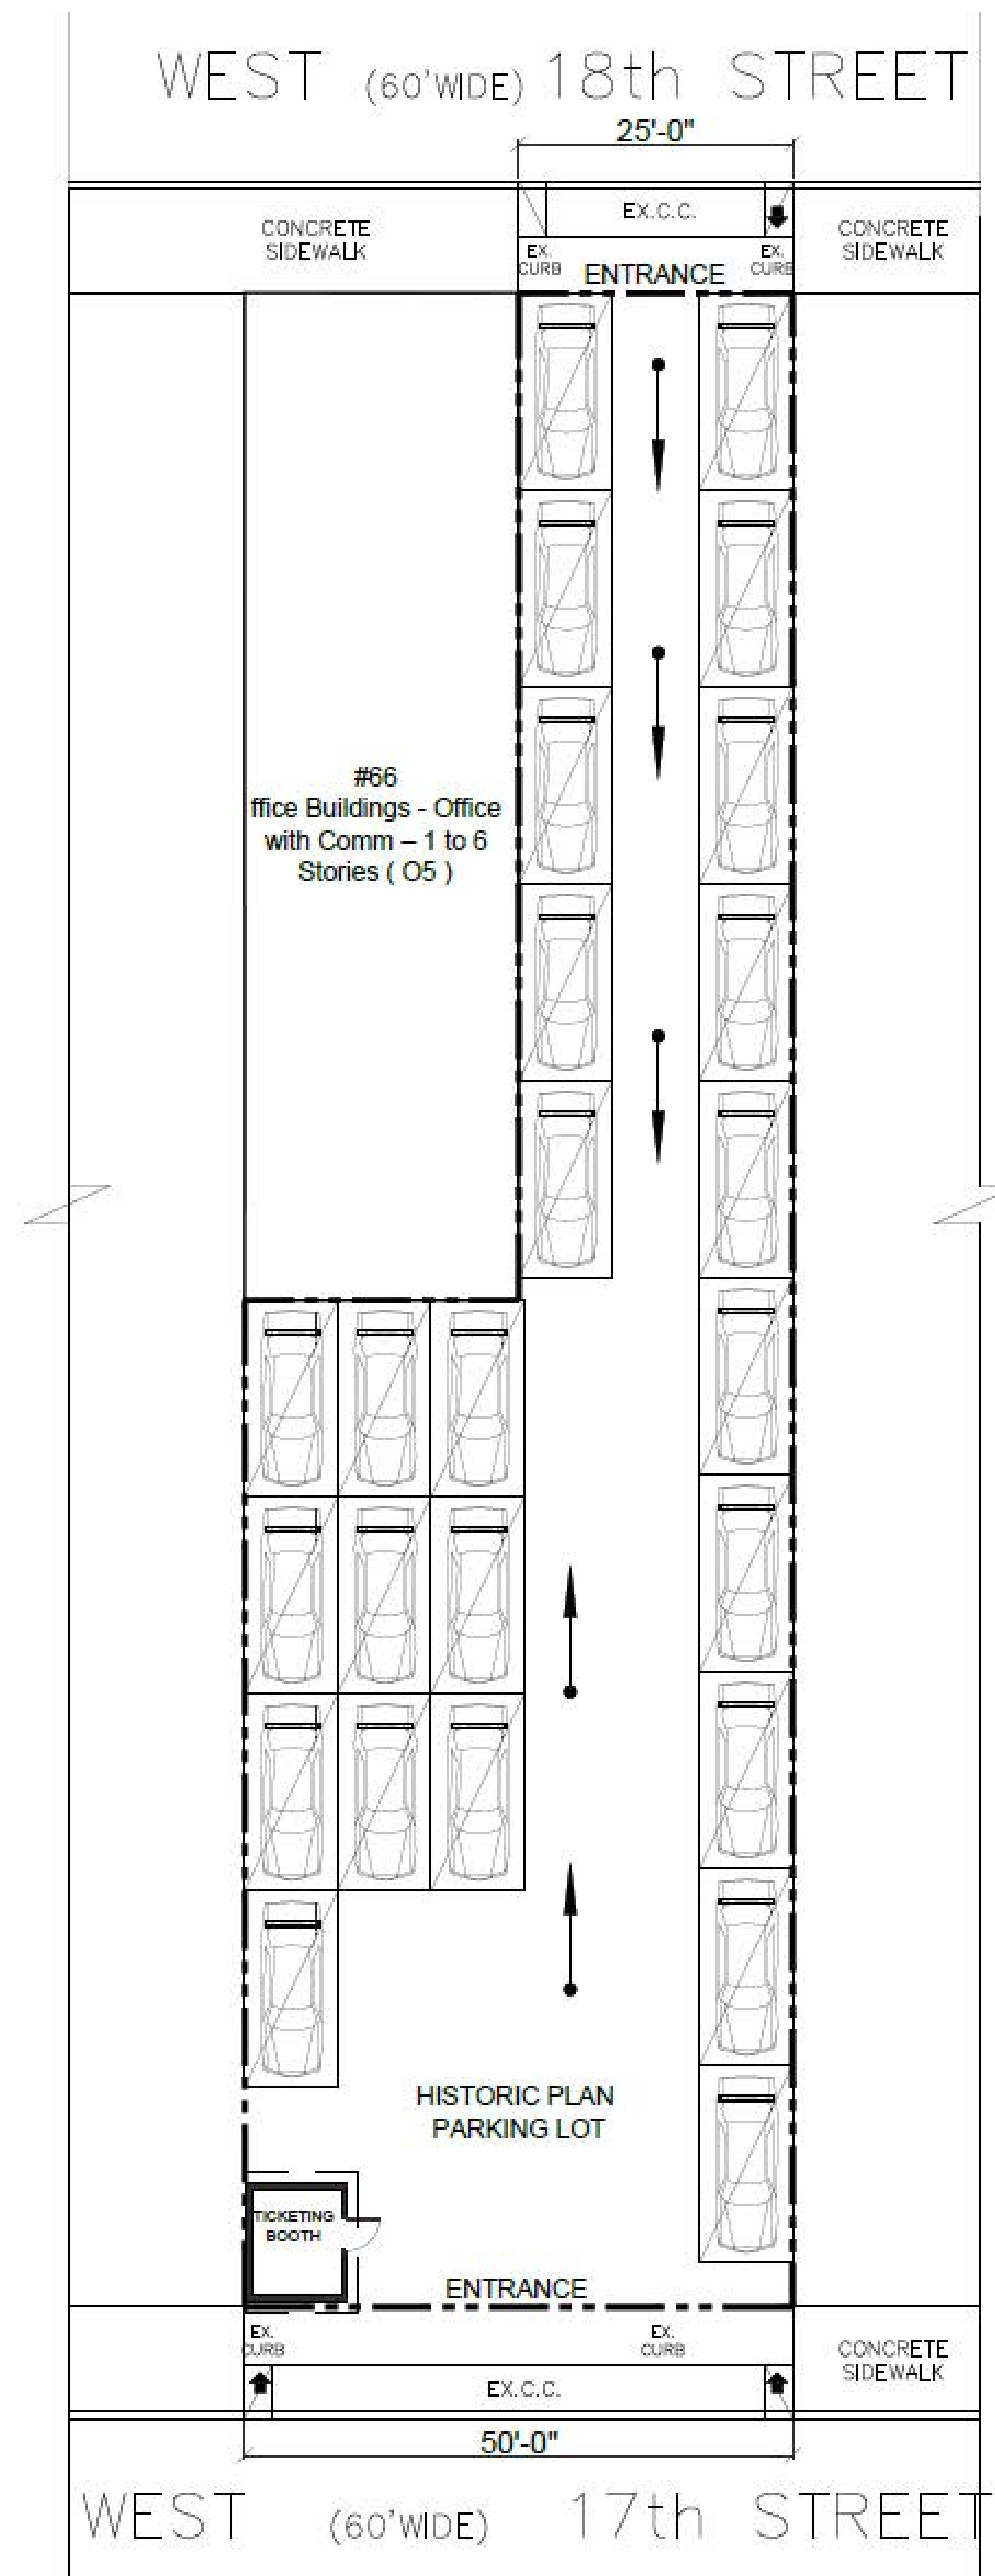 WEST (60'WIDE) 18th STREET
25'-0"
EX.C.C.
CONCRETE
SIDEWALK
CONCRETE
SIDEWALK
EX.
CURB
ENTRANCE
EX.
CURB
#66
ffice Buildings - Office
with Comm – 1 to 6
Stories ( O5 )
HISTORIC PLAN
PARKING LOT
TICKETING
BOOTH
ENTRANCE
EX.
CURB
EX.
CURB
CONCRETE
SIDEWALK
EX.C.C.
50'-0"
WEST (60'WIDE) 17th STREET